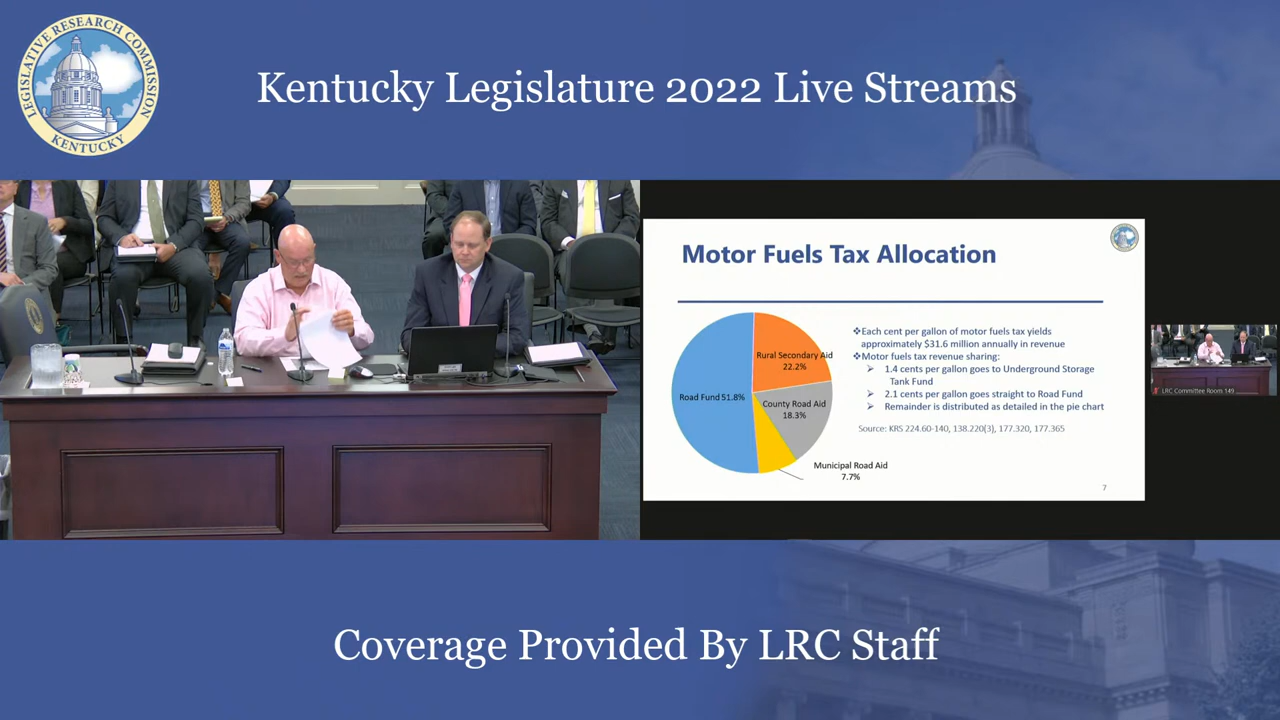 LEGISLATIVE RESEARCH COMMISSION
KENTUCKY
Kentucky Legislature 2022 Live Streams
Motor Fuels Tax Allocation
Rural Secondary Aid
22.2%
Road Fund 51.8%
County Road Aid
18.3%
Municipal Road Aid
7.7%
❖Each cent per gallon of motor fuels tax yields
approximately $31.6 million annually in revenue
❖Motor fuels tax revenue sharing:
➢ 1.4 cents per gallon goes to Underground Storage
Tank Fund
➢ 2.1 cents per gallon goes straight to Road Fund
➢ Remainder is distributed as detailed in the pie chart
Source: KRS 224.60-140, 138.220(3), 177.320, 177.365
7
LRC Committee Room 149
Coverage Provided By LRC Staff